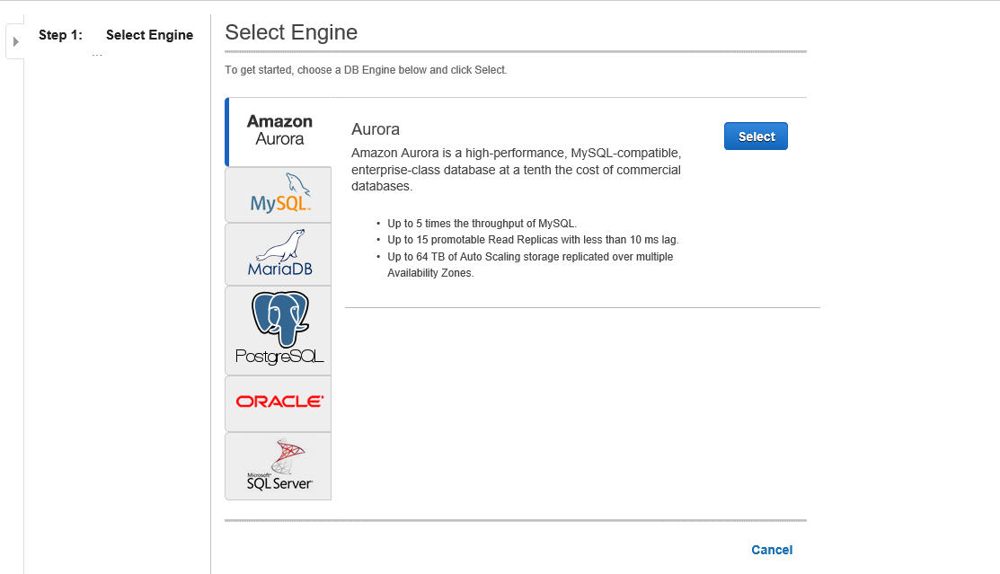 Step 1: Select Engine
...
Select Engine
To get started, choose a DB Engine below and click Select.
Amazon
Aurora
Aurora
Select
Amazon Aurora is a high-performance, MySQL-compatible,
enterprise-class database at a tenth the cost of commercial
databases.
• Up to 5 times the throughput of MySQL.
• Up to 15 promotable Read Replicas with less than 10 ms lag.
• Up to 64 TB of Auto Scaling storage replicated over multiple
Availability Zones.
MySQL
MariaDB
PostgreSQL
ORACLE
Microsoft
SQL Server
Cancel